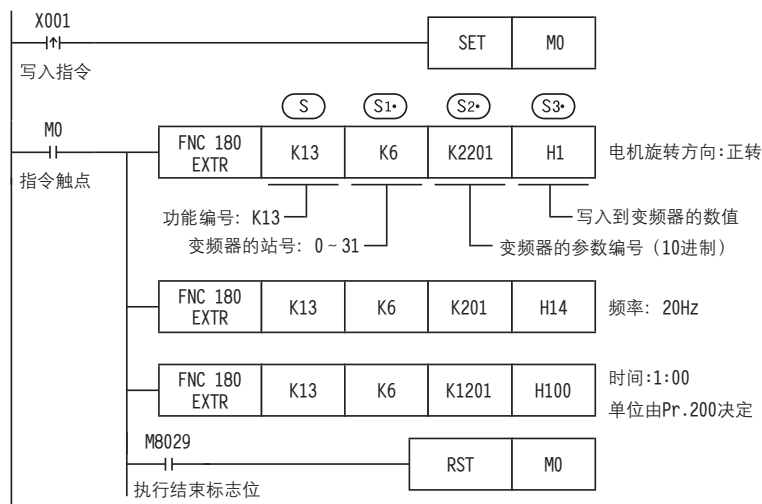 X001
SET M0
写入指令
S S1• S2• S3•
M0
FNC 180
EXTR
K13 K6 K2201 H1
电机旋转方向:正转
指令触点
功能编号: K13
写入到变频器的数值
变频器的站号: 0~31
变频器的参数编号（10进制）
FNC 180
EXTR
K13 K6 K201 H14
频率: 20Hz
FNC 180
EXTR
K13 K6 K1201 H100
时间:1:00
单位由Pr.200决定
M8029
RST M0
执行结束标志位